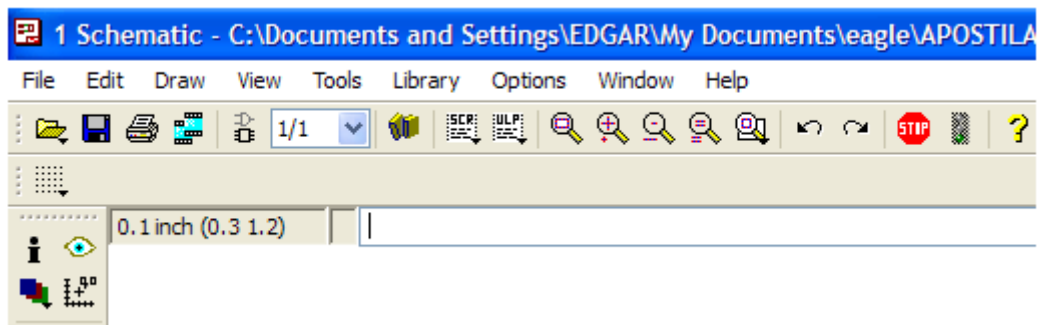 1 Schematic - C:\Documents and Settings\EDGAR\My Documents\eagle\APOSTILA
File Edit Draw View Tools Library Options Window Help
1/1 SCR ULP STOP ?
0.1 inch (0.3 1.2)